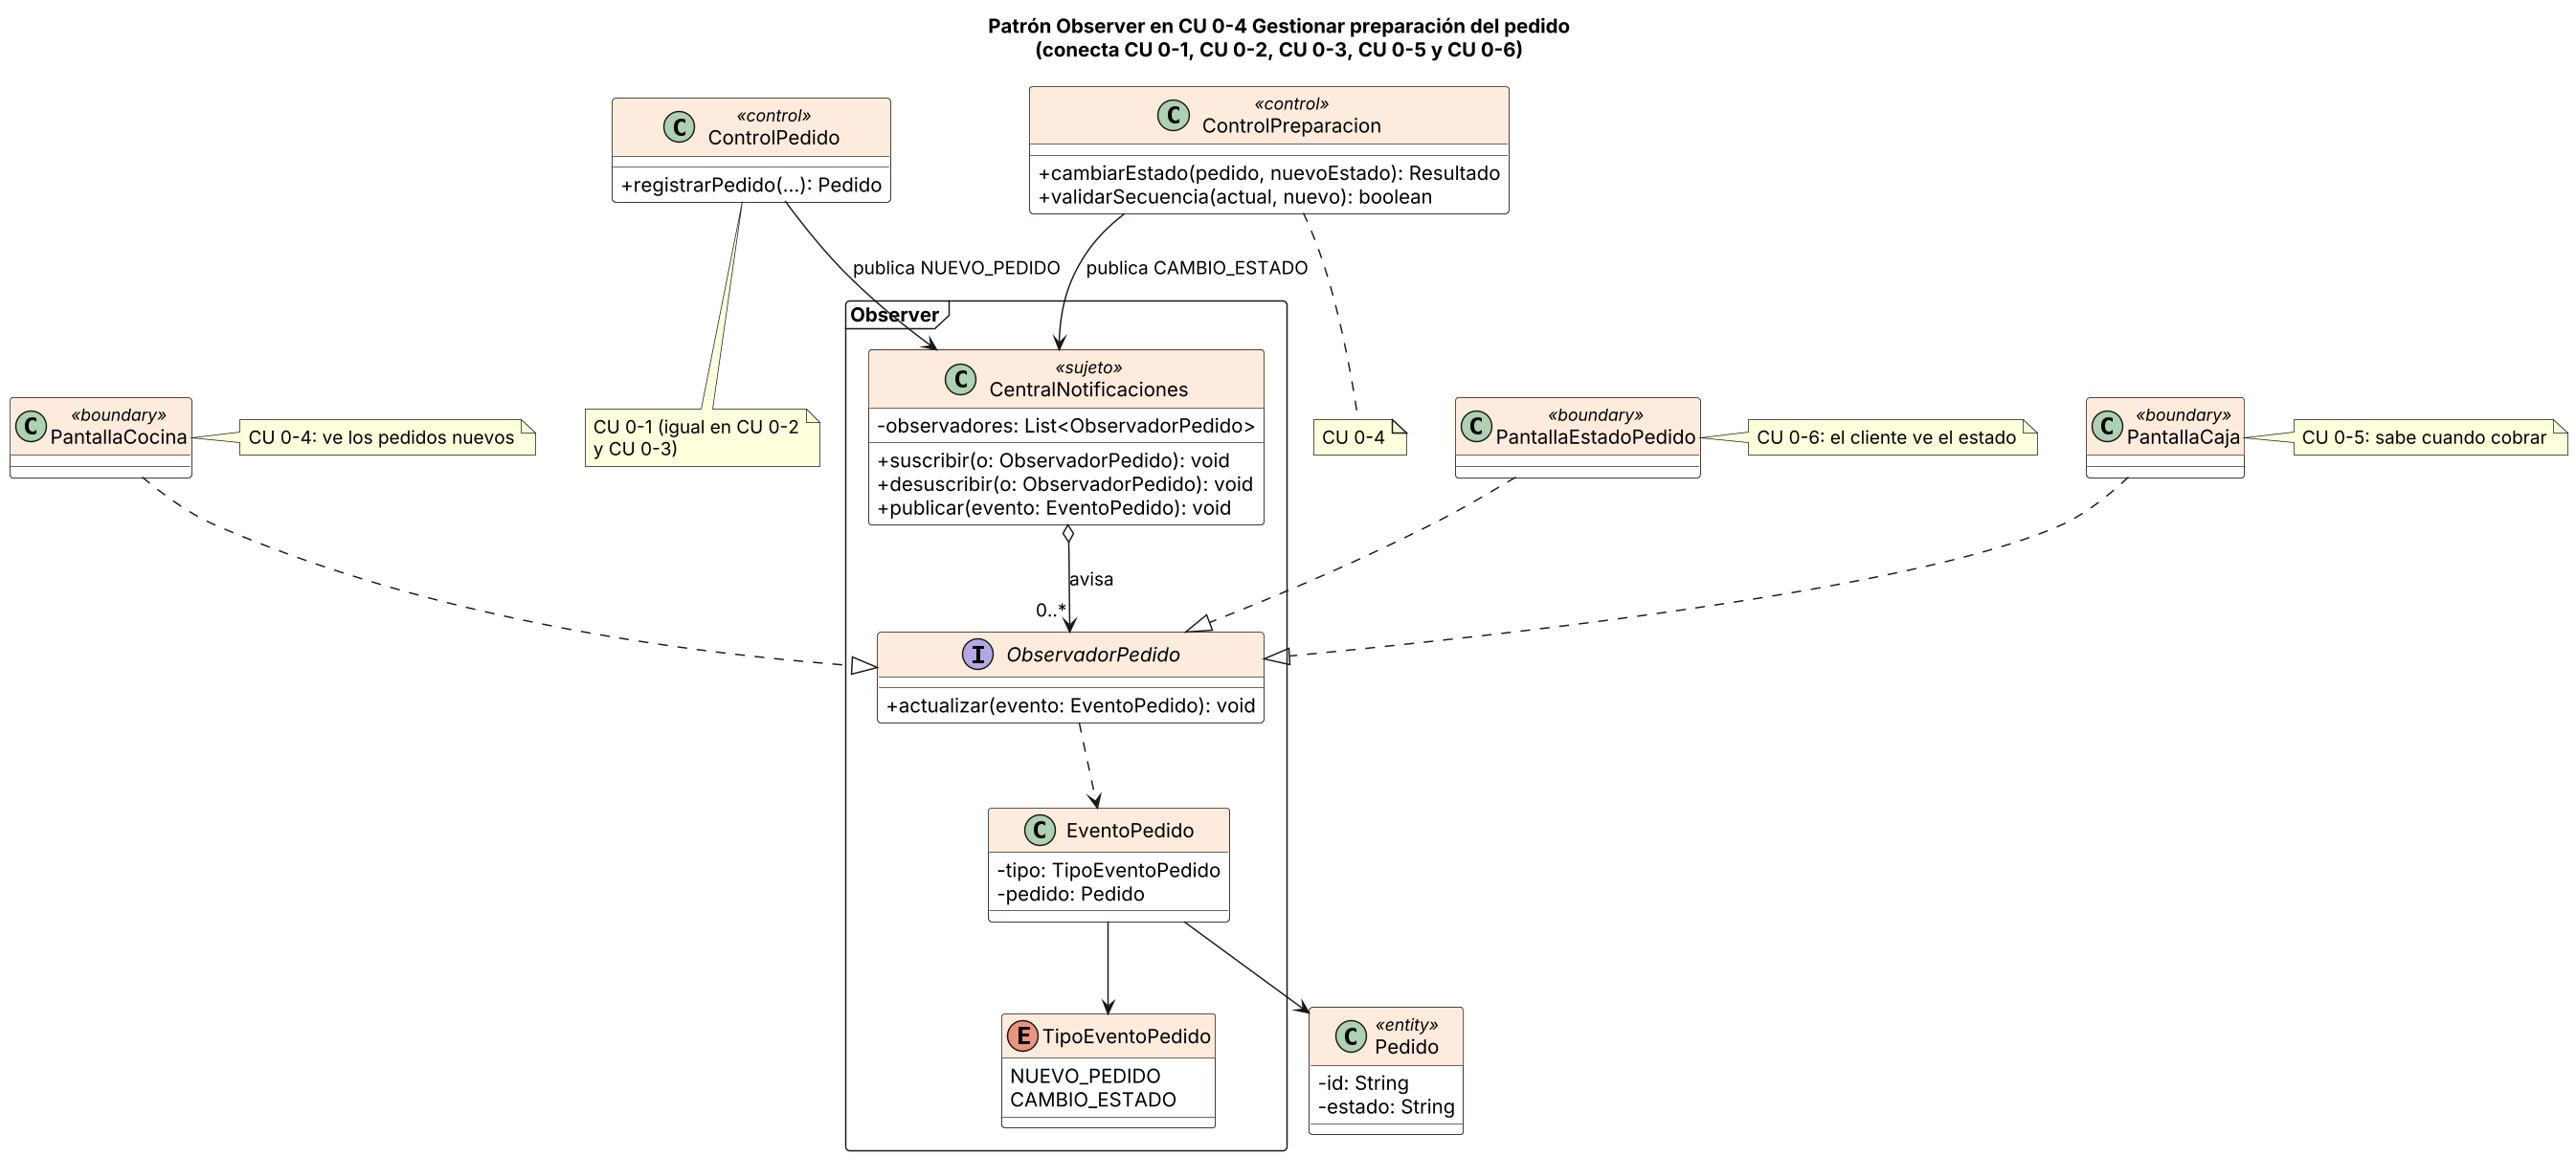 Patrón Observer en CU 0-4 Gestionar preparación del pedido
(conecta CU 0-1, CU 0-2, CU 0-3, CU 0-5 y CU 0-6)
C
«control»
ControlPedido
+registrarPedido(...): Pedido
C
«control»
ControlPreparacion
+cambiarEstado(pedido, nuevoEstado): Resultado
+validarSecuencia(actual, nuevo): boolean
publica NUEVO_PEDIDO
publica CAMBIO_ESTADO
Observer
C
«sujeto»
CentralNotificaciones
-observadores: List<ObservadorPedido>
+suscribir(o: ObservadorPedido): void
+desuscribir(o: ObservadorPedido): void
+publicar(evento: EventoPedido): void
C
«boundary»
PantallaCocina
CU 0-4: ve los pedidos nuevos
CU 0-1 (igual en CU 0-2
y CU 0-3)
CU 0-4
C
«boundary»
PantallaEstadoPedido
CU 0-6: el cliente ve el estado
C
«boundary»
PantallaCaja
CU 0-5: sabe cuando cobrar
avisa
0..*
I
ObservadorPedido
+actualizar(evento: EventoPedido): void
C
EventoPedido
-tipo: TipoEventoPedido
-pedido: Pedido
E
TipoEventoPedido
NUEVO_PEDIDO
CAMBIO_ESTADO
C
«entity»
Pedido
-id: String
-estado: String